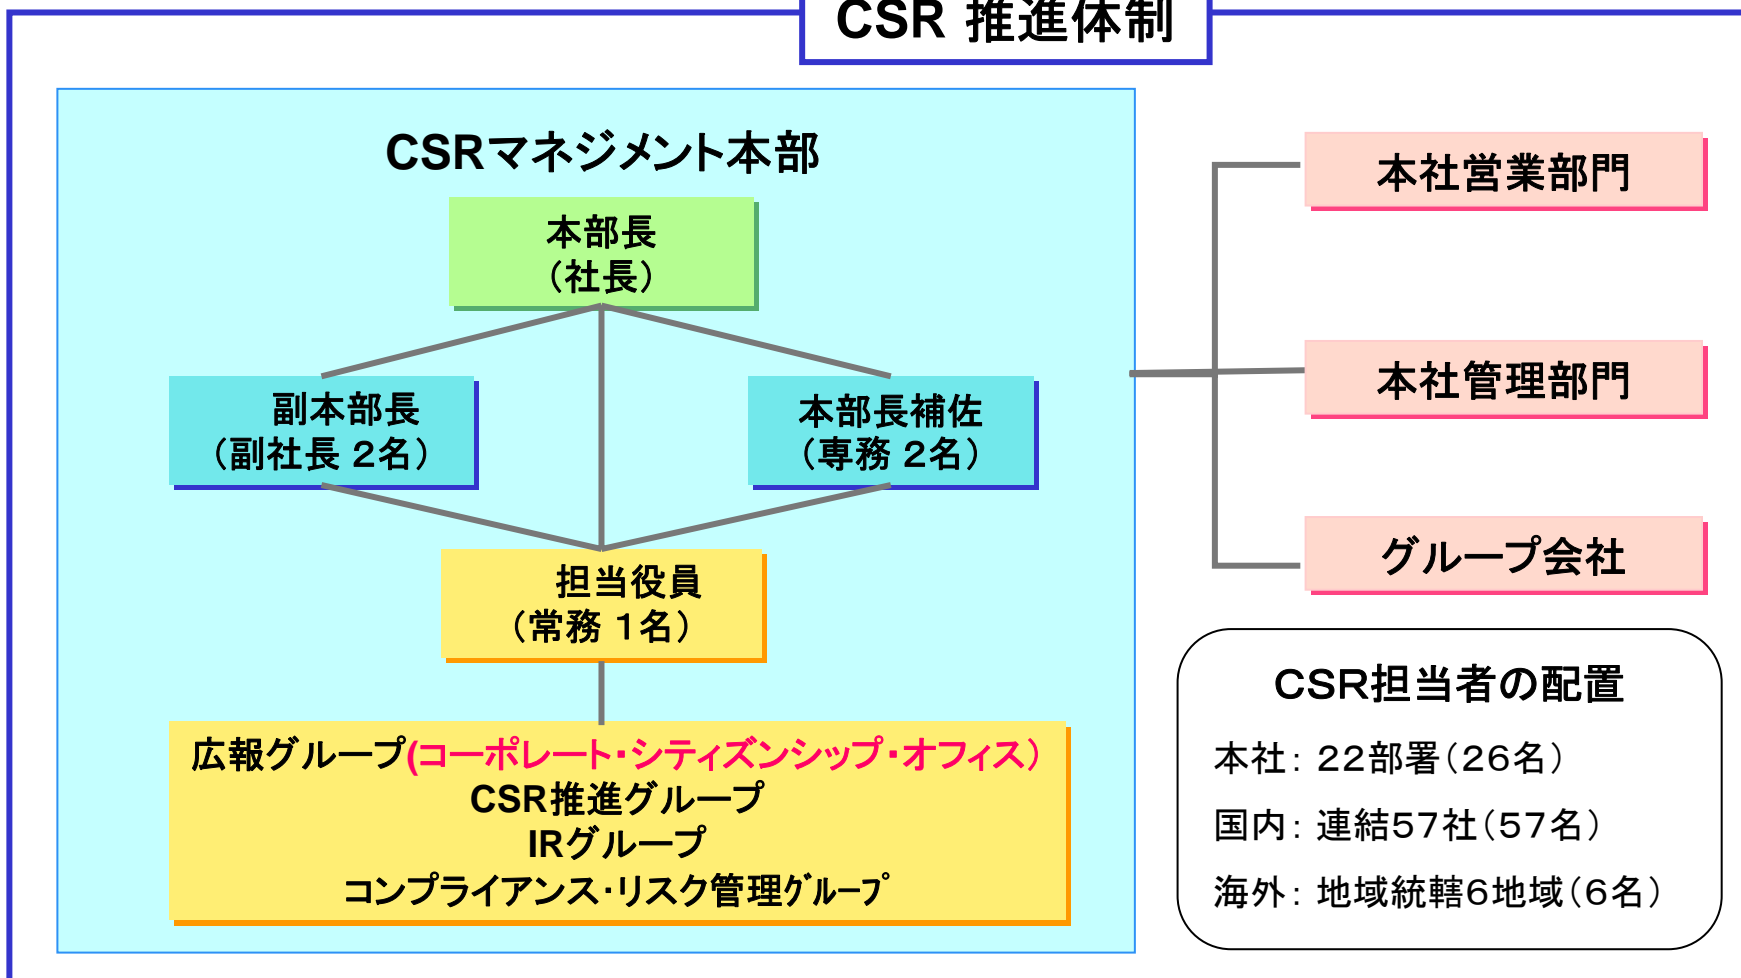 CSR 推進体制
CSRマネジメント本部
本部長
（社長）
副本部長
（副社長 ２名）
本部長補佐
（専務 ２名）
担当役員
（常務 １名）
広報グループ(コーポレート・シティズンシップ・オフィス）
CSR推進グループ
IRグループ
コンプライアンス・リスク管理ｸﾞﾙｰﾌﾟ
本社営業部門
本社管理部門
グループ会社
ＣＳＲ担当者の配置
本社： ２２部署（２６名）
国内： 連結５７社（５７名）
海外： 地域統轄６地域（６名）